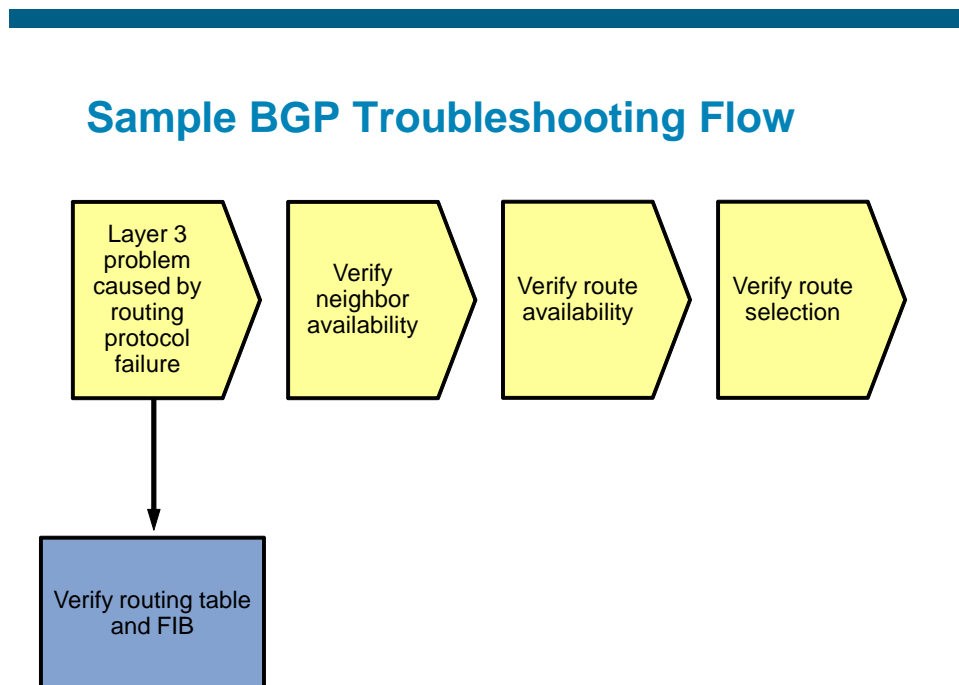 Sample BGP Troubleshooting Flow
Layer 3
problem
caused by
routing
protocol
failure
Verify
neighbor
availability
Verify route
availability
Verify route
selection
Verify routing table
and FIB